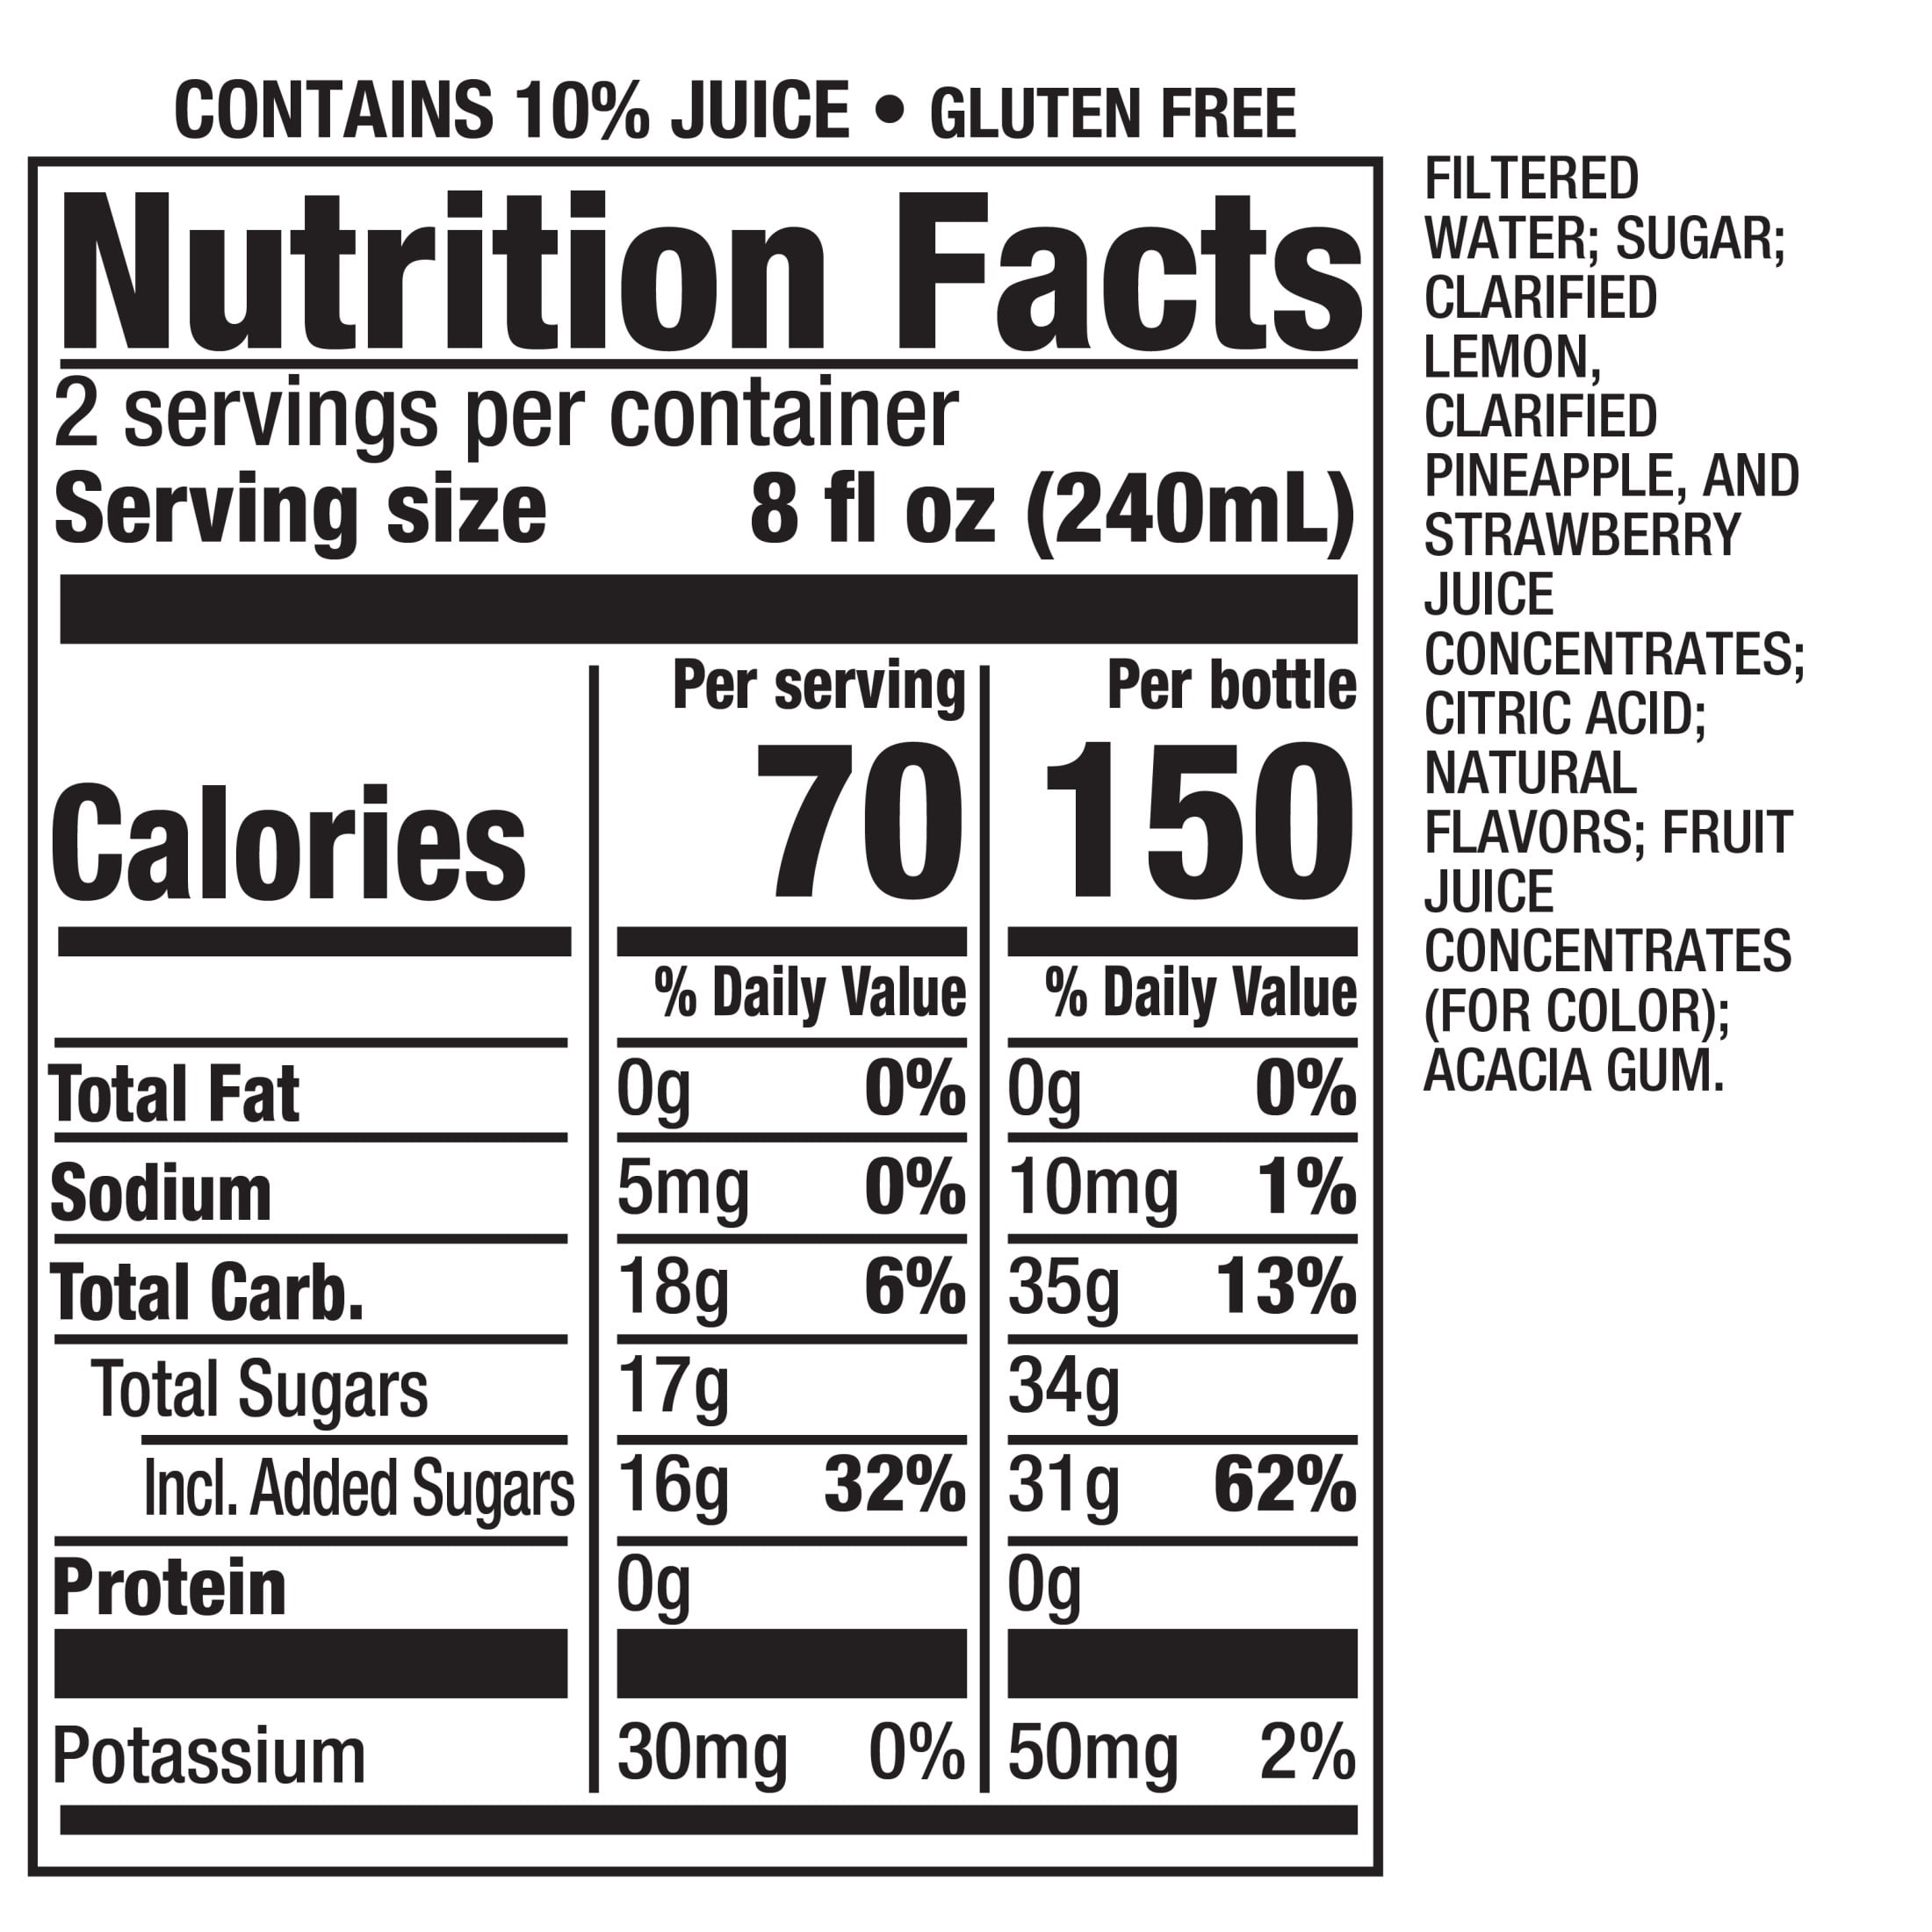 CONTAINS 10% JUICE • GLUTEN FREE
Nutrition Facts
2 servings per container
Serving size 8 fl oz (240mL)
Per serving Per bottle
Calories 70 150
% Daily Value % Daily Value
Total Fat 0g 0% 0g 0%
Sodium 5mg 0% 10mg 1%
Total Carb. 18g 6% 35g 13%
Total Sugars 17g 34g
Incl. Added Sugars 16g 32% 31g 62%
Protein 0g 0g
Potassium 30mg 0% 50mg 2%
FILTERED
WATER; SUGAR;
CLARIFIED
LEMON,
CLARIFIED
PINEAPPLE, AND
STRAWBERRY
JUICE
CONCENTRATES;
CITRIC ACID;
NATURAL
FLAVORS; FRUIT
JUICE
CONCENTRATES
(FOR COLOR);
ACACIA GUM.